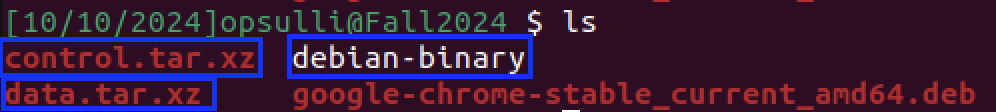 [10/10/2024]opsulli@Fall2024 $ ls
control.tar.xz debian-binary
data.tar.xz google-chrome-stable_current_amd64.deb